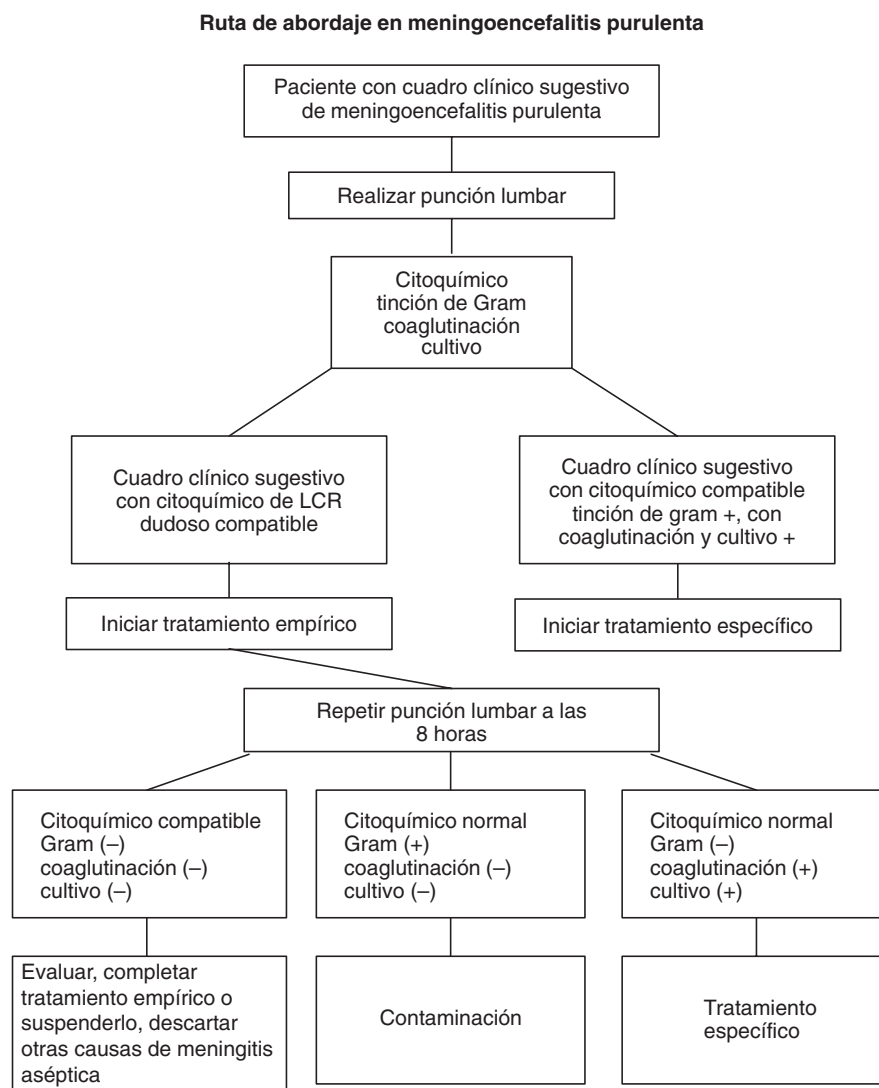 Ruta de abordaje en meningoencefalitis purulenta
Paciente con cuadro clínico sugestivo
de meningoencefalitis purulenta
Realizar punción lumbar
Citoquímico
tinción de Gram
coaglutinación
cultivo
Cuadro clínico sugestivo
con citoquímico de LCR
dudoso compatible
Cuadro clínico sugestivo
con citoquímico compatible
tinción de gram +, con
coaglutinación y cultivo +
Iniciar tratamiento empírico
Iniciar tratamiento específico
Repetir punción lumbar a las
8 horas
Citoquímico compatible
Gram (–)
coaglutinación (–)
cultivo (–)
Citoquímico normal
Gram (+)
coaglutinación (–)
cultivo (–)
Citoquímico normal
Gram (–)
coaglutinación (+)
cultivo (+)
Evaluar, completar
tratamiento empírico o
suspenderlo, descartar
otras causas de meningitis
aséptica
Contaminación
Tratamiento
específico